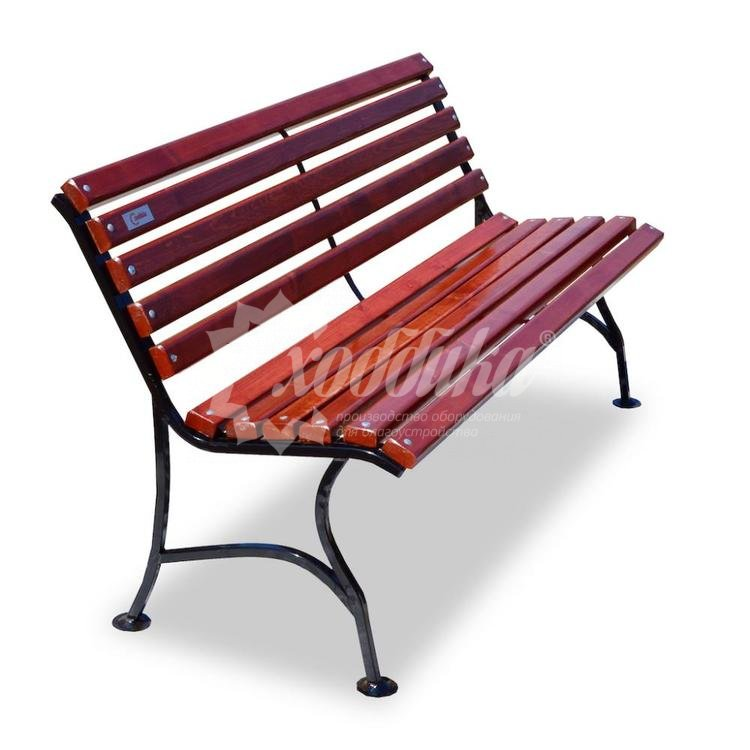 хоббика®
производство оборудования
для благоустройства